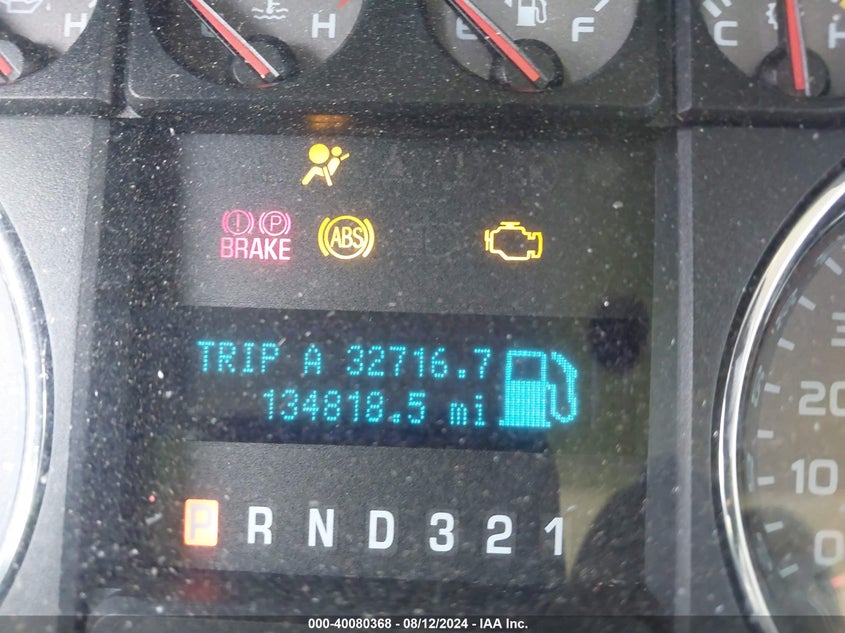 H
H
E F
C H
BRAKE
ABS
TRIP A 32716.7
134818.5 mi
P R N D 3 2 1
20
10
0
000-40080368 - 08/12/2024 - IAA Inc.